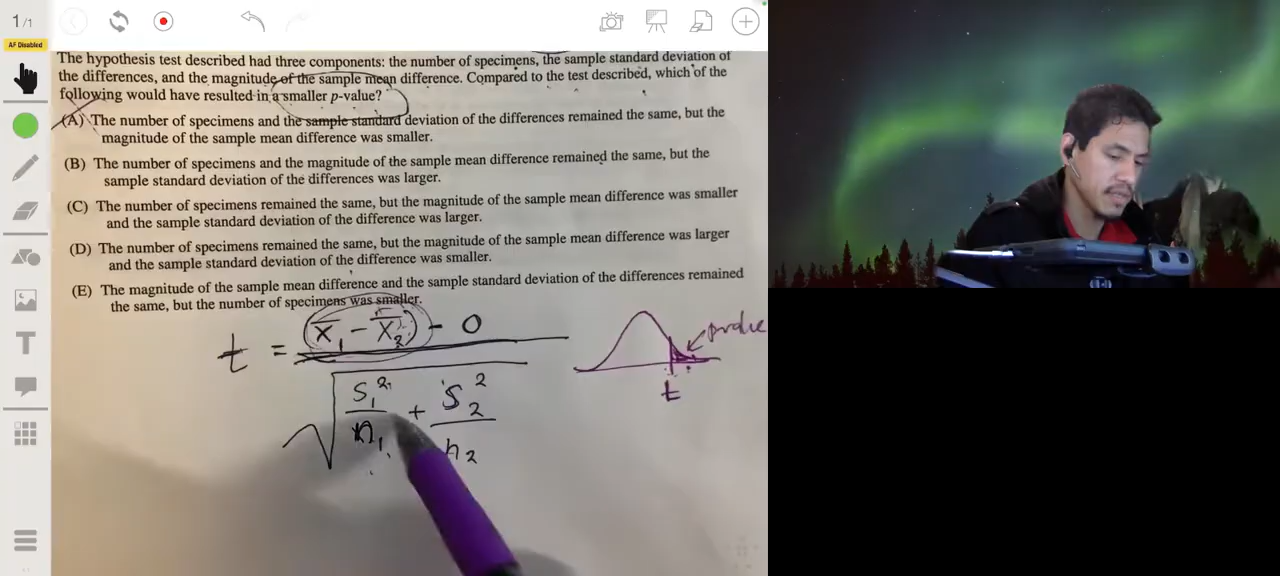 1/1
AF Disabled
The hypothesis test described had three components: the number of specimens, the sample standard deviation of
the differences, and the magnitude of the sample mean difference. Compared to the test described, which of the
following would have resulted in a smaller p-value?
(A) The number of specimens and the sample standard deviation of the differences remained the same, but the
magnitude of the sample mean difference was smaller.
(B) The number of specimens and the magnitude of the sample mean difference remained the same, but the
sample standard deviation of the differences was larger.
(C) The number of specimens remained the same, but the magnitude of the sample mean difference was smaller
and the sample standard deviation of the difference was larger.
(D) The number of specimens remained the same, but the magnitude of the sample mean difference was larger
and the sample standard deviation of the difference was smaller.
(E) The magnitude of the sample mean difference and the sample standard deviation of the differences remained
the same, but the number of specimens was smaller.
t = (x̄₁ - x̄₂) - 0
√ s₁² / n₁ + s₂² / n₂
t
T